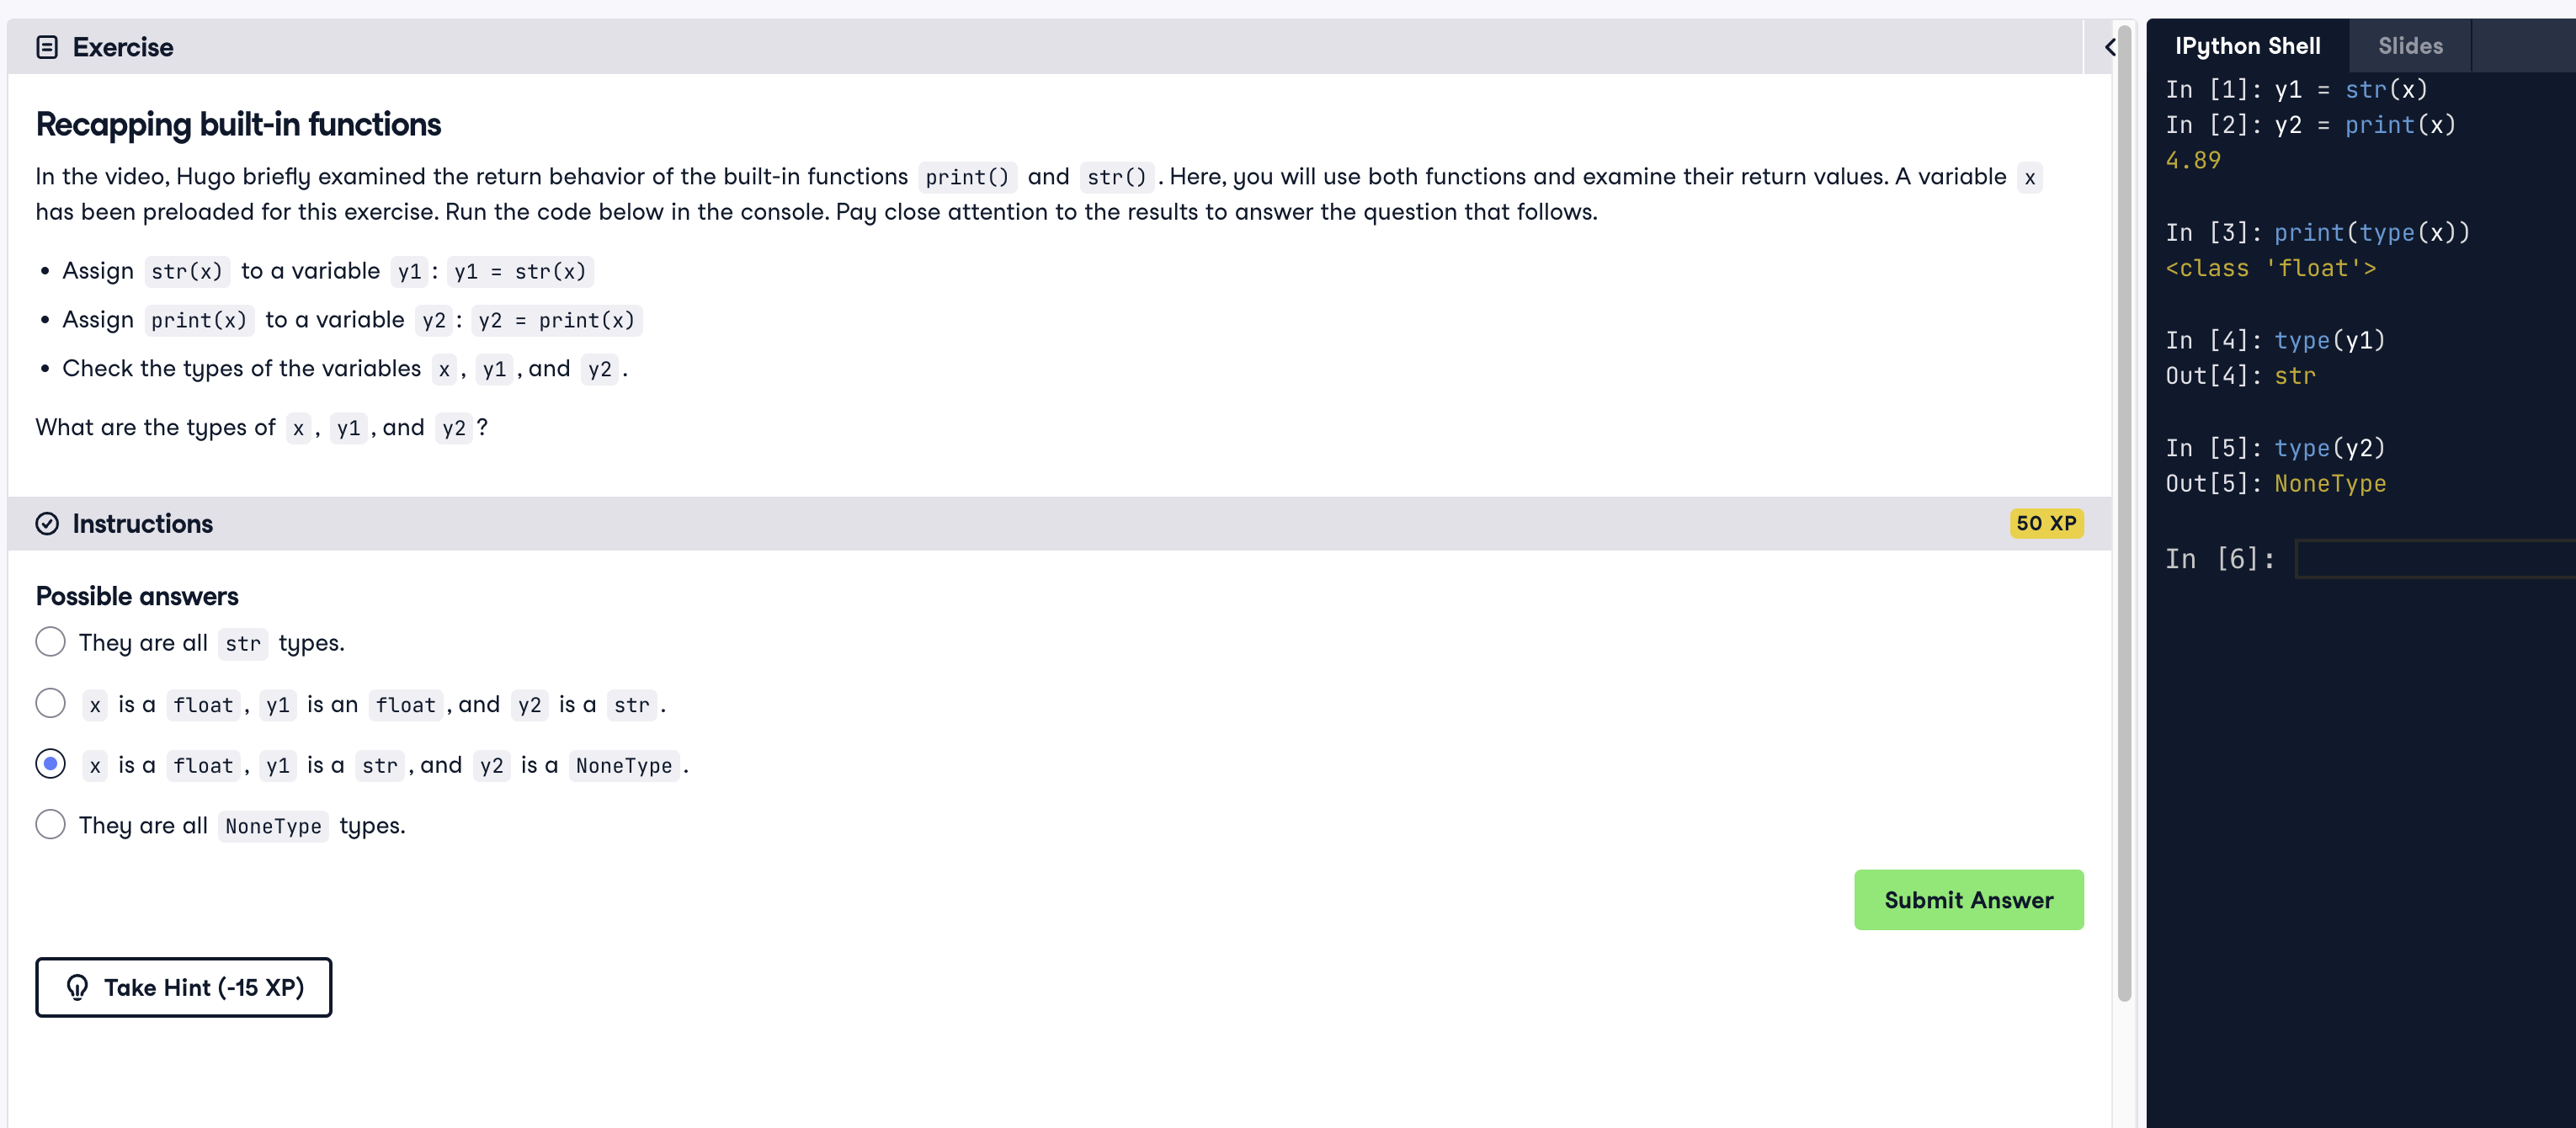 Exercise
Recapping built-in functions
In the video, Hugo briefly examined the return behavior of the built-in functions print() and str(). Here, you will use both functions and examine their return values. A variable x
has been preloaded for this exercise. Run the code below in the console. Pay close attention to the results to answer the question that follows.
• Assign str(x) to a variable y1: y1 = str(x)
• Assign print(x) to a variable y2: y2 = print(x)
• Check the types of the variables x, y1, and y2.
What are the types of x, y1, and y2?
Instructions
50 XP
Possible answers
They are all str types.
x is a float, y1 is an float, and y2 is a str.
x is a float, y1 is a str, and y2 is a NoneType.
They are all NoneType types.
Submit Answer
Take Hint (-15 XP)
IPython Shell
Slides
In [1]: y1 = str(x)
In [2]: y2 = print(x)
4.89
In [3]: print(type(x))
<class 'float'>
In [4]: type(y1)
Out[4]: str
In [5]: type(y2)
Out[5]: NoneType
In [6]: